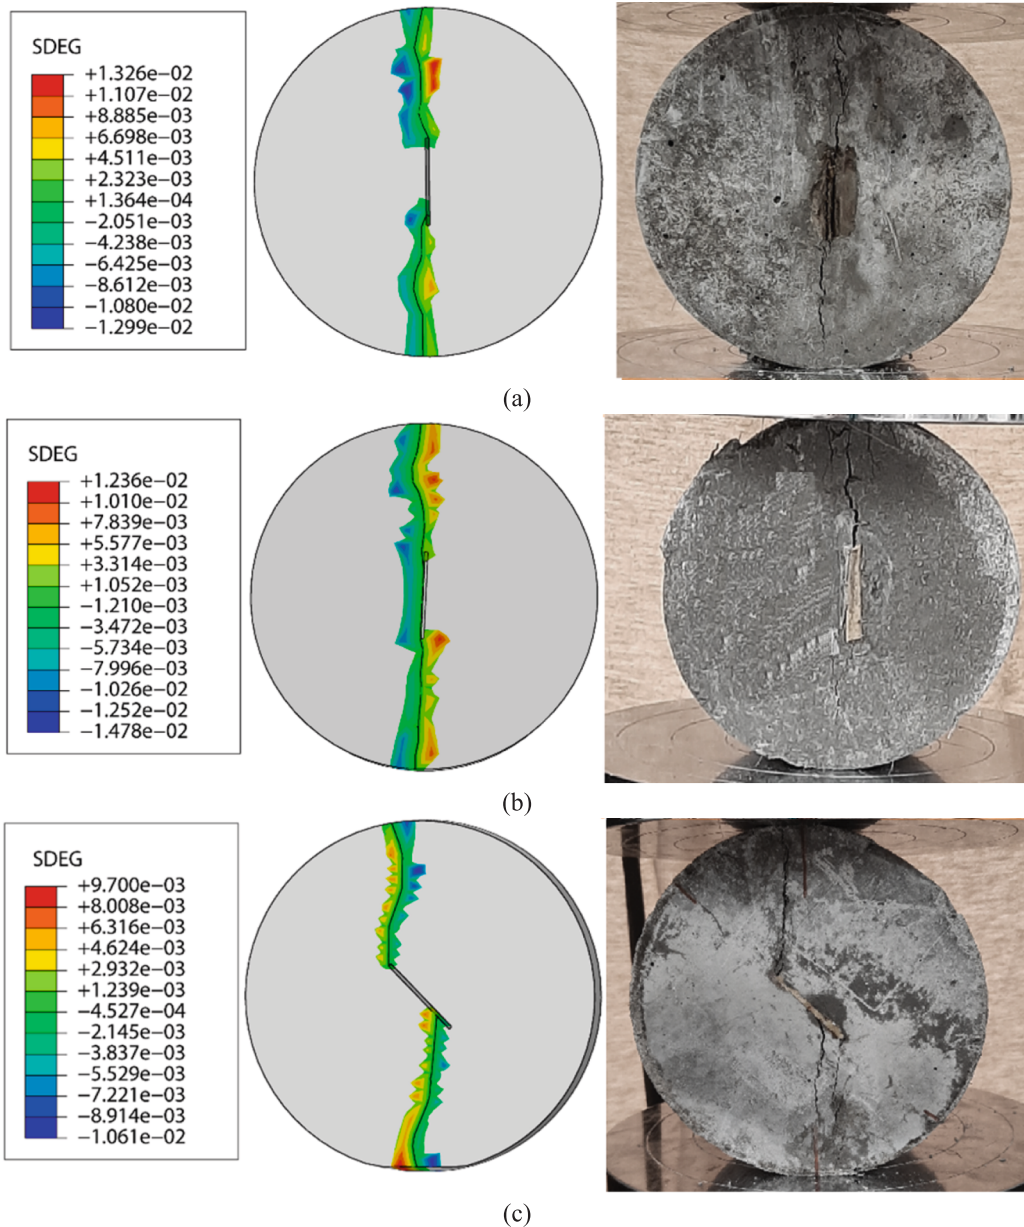 SDEG
+1.326e−02
+1.107e−02
+8.885e−03
+6.698e−03
+4.511e−03
+2.323e−03
+1.364e−04
−2.051e−03
−4.238e−03
−6.425e−03
−8.612e−03
−1.080e−02
−1.299e−02
(a)
SDEG
+1.236e−02
+1.010e−02
+7.839e−03
+5.577e−03
+3.314e−03
+1.052e−03
−1.210e−03
−3.472e−03
−5.734e−03
−7.996e−03
−1.026e−02
−1.252e−02
−1.478e−02
(b)
SDEG
+9.700e−03
+8.008e−03
+6.316e−03
+4.624e−03
+2.932e−03
+1.239e−03
−4.527e−04
−2.145e−03
−3.837e−03
−5.529e−03
−7.221e−03
−8.914e−03
−1.061e−02
(c)